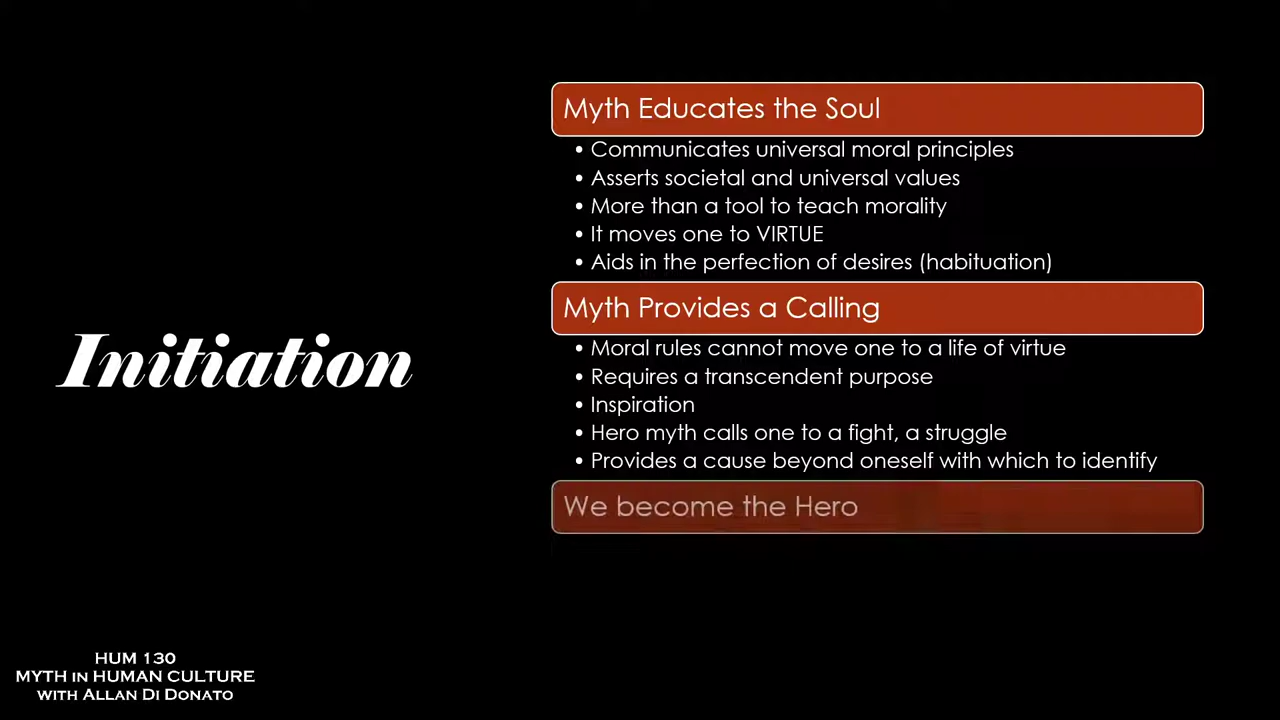 Myth Educates the Soul
• Communicates universal moral principles
• Asserts societal and universal values
• More than a tool to teach morality
• It moves one to VIRTUE
• Aids in the perfection of desires (habituation)
Myth Provides a Calling
• Moral rules cannot move one to a life of virtue
• Requires a transcendent purpose
• Inspiration
• Hero myth calls one to a fight, a struggle
• Provides a cause beyond oneself with which to identify
We become the Hero
Initiation
HUM 130
MYTH IN HUMAN CULTURE
WITH ALLAN DI DONATO